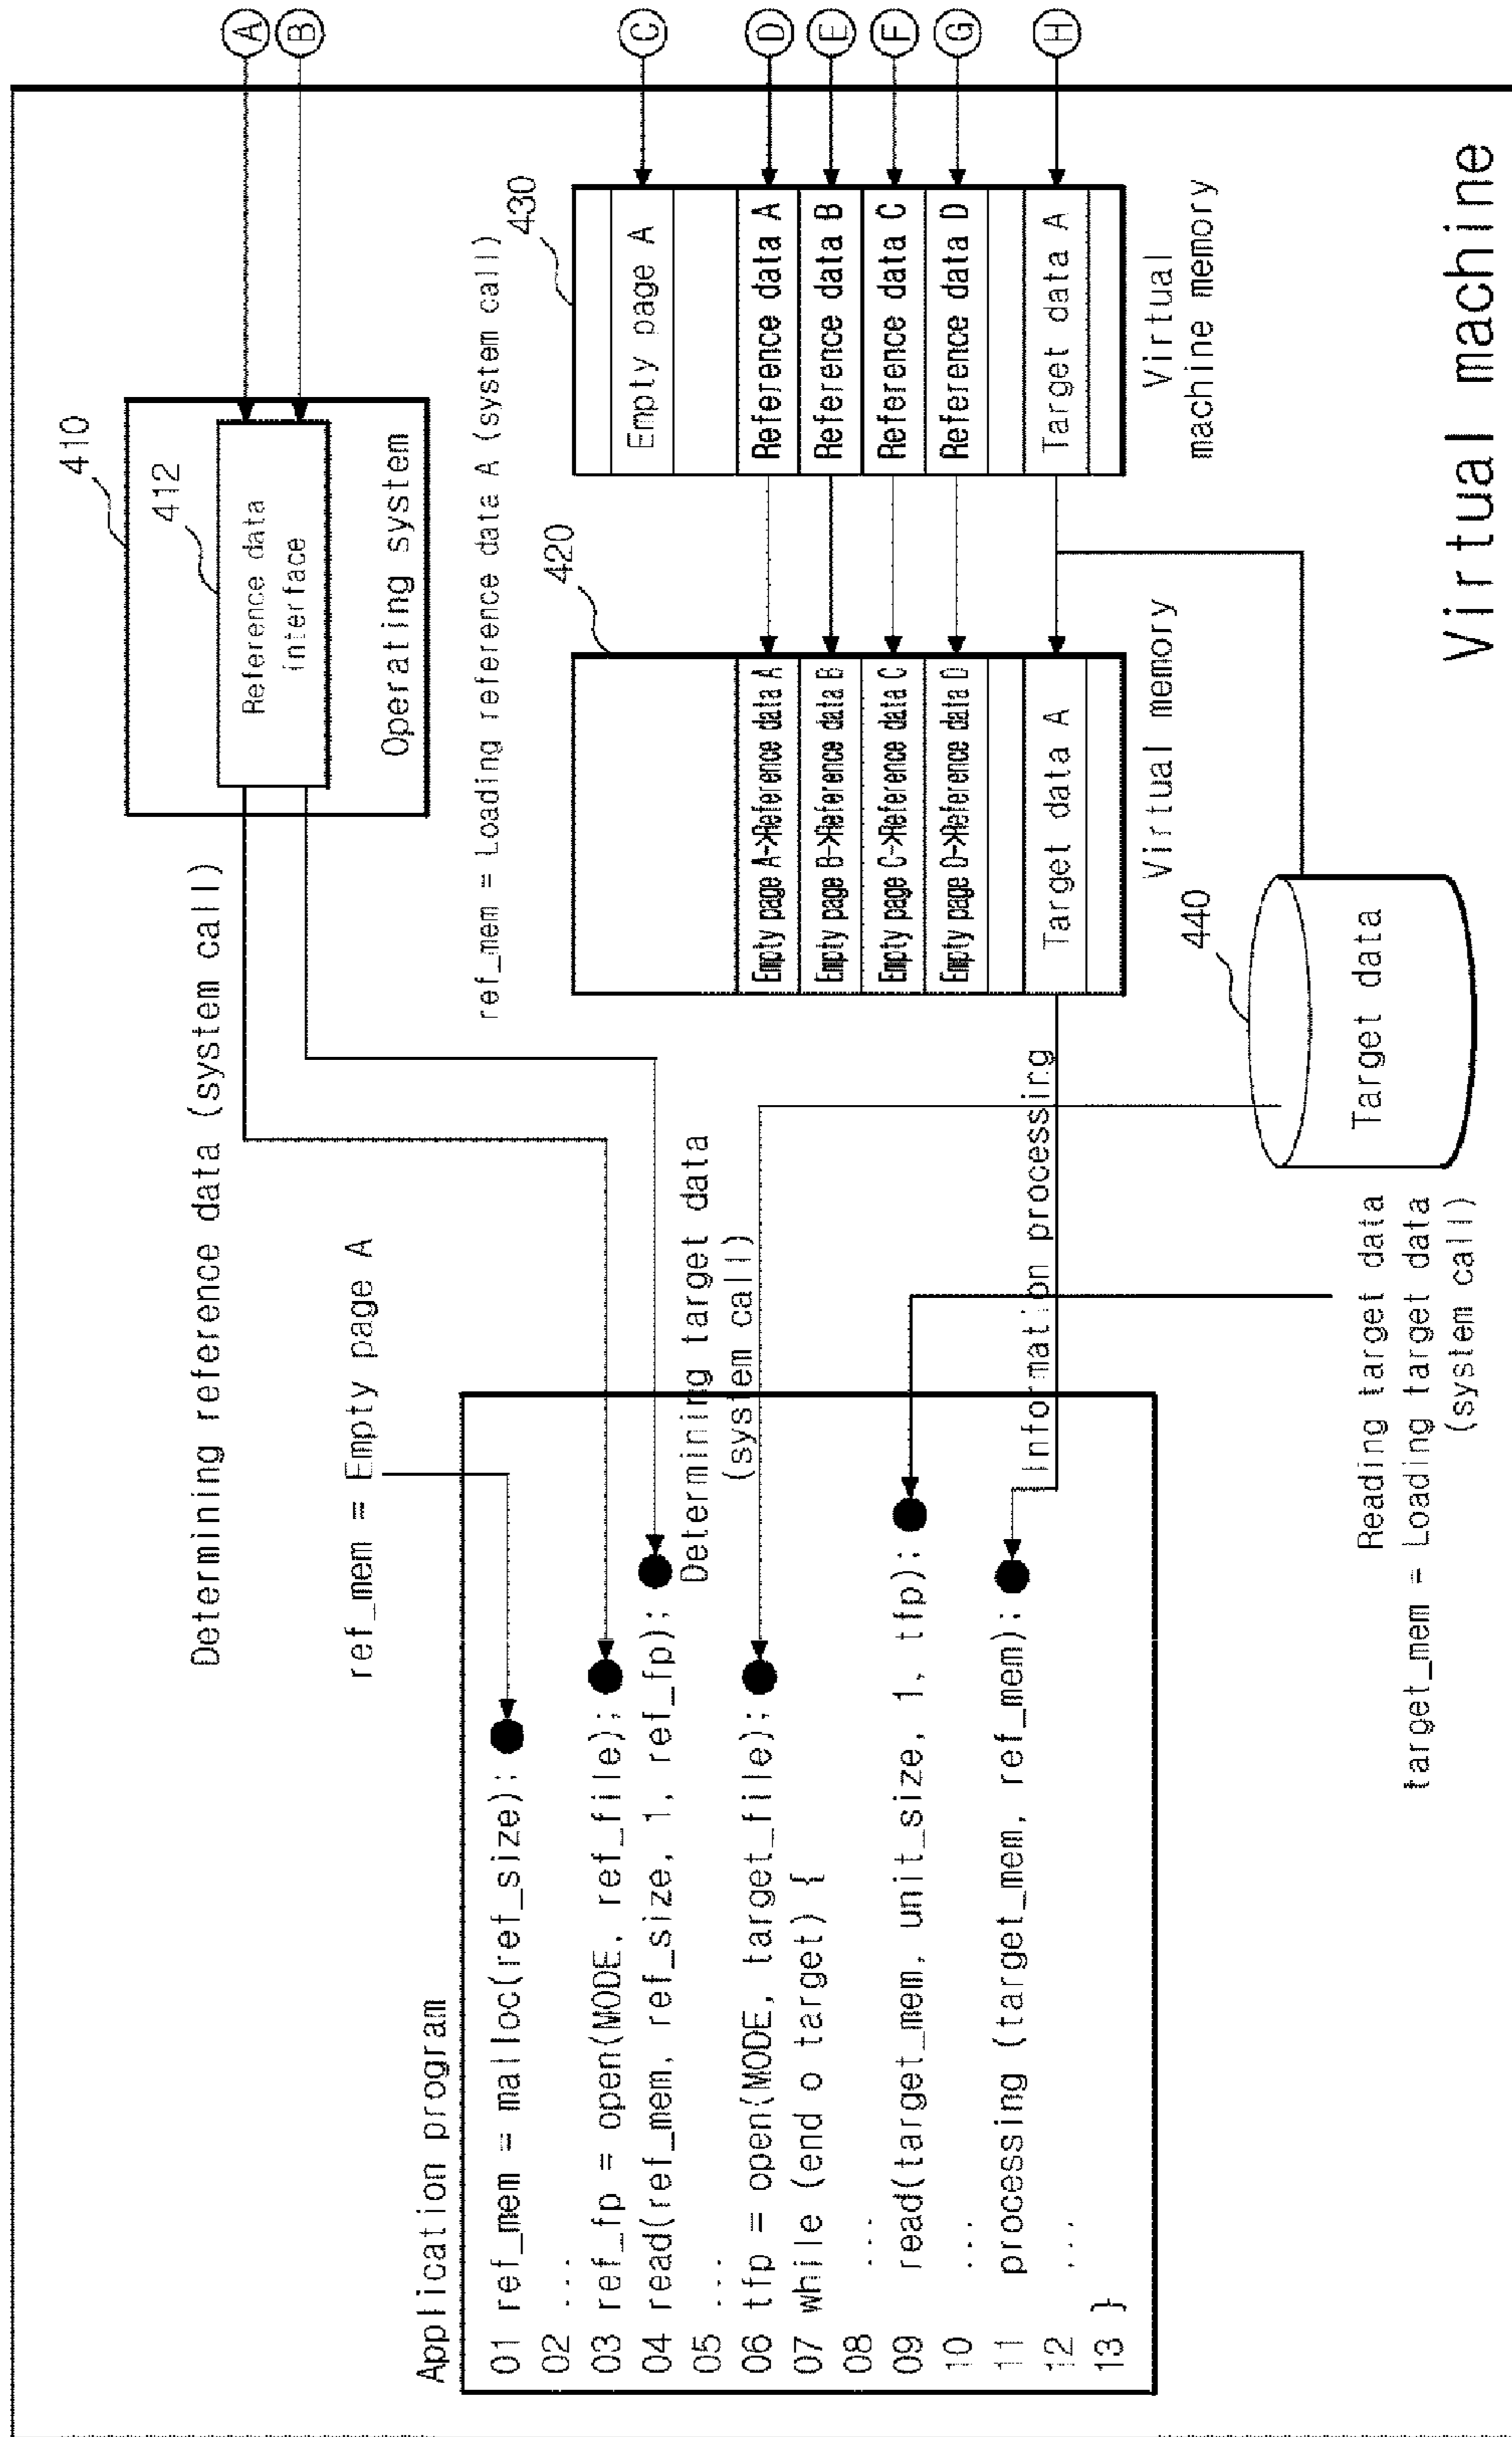 Determining reference data (system call)
410
412
Reference data
interface
Operating system
A
B
ref_mem = Empty page A
ref_mem = Loading reference data A (system call)
Application program
01 ref_mem = malloc(ref_size);
02 ...
03 ref_fp = open(MODE, ref_file);
04 read(ref_mem, ref_size, 1, ref_fp);
05 ...
06 tfp = open(MODE, target_file);
07 while (end o target) {
08 ...
09 read(target_mem, unit_size, 1, tfp);
10 ...
11 processing (target_mem, ref_mem);
12 ...
13 }
Determining target data
(system call)
Information processing
420
Empty page A->Reference data A
Empty page B->Reference data B
Empty page C->Reference data C
Empty page D->Reference data D
Target data A
Virtual memory
430
Empty page A
Reference data A
Reference data B
Reference data C
Reference data D
Target data A
Virtual
machine memory
C
D
E
F
G
H
Reading target data
target_mem = Loading target data
(system call)
440
Target data
Virtual machine